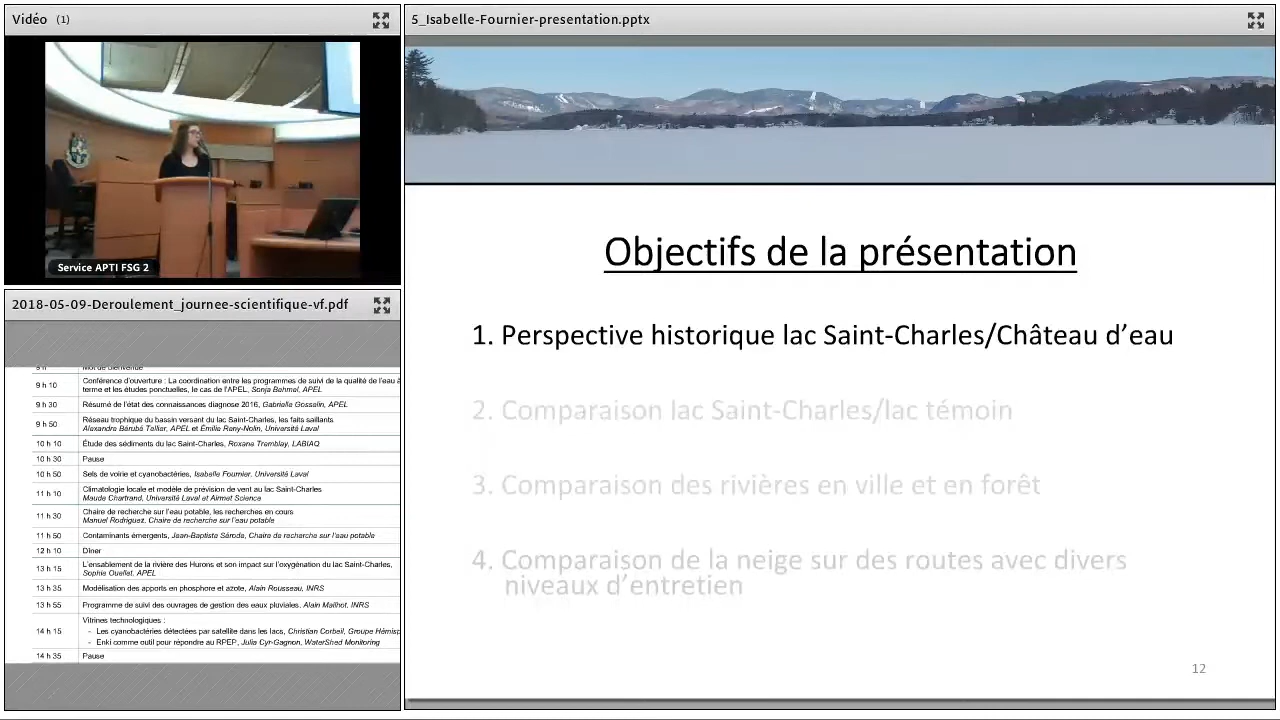 Vidéo (1)
Service APTI FSG 2
2018-05-09-Deroulement_journee-scientifique-vf.pdf
9 h Mot de bienvenue
9 h 10 Conférence d'ouverture : La coordination entre les programmes de suivi de la qualité de l'eau à
terme et les études ponctuelles, le cas de l'APEL, Sonja Behmel, APEL
9 h 30 Résumé de l'état des connaissances diagnose 2016, Gabrielle Gosselin, APEL
9 h 50 Réseau trophique du bassin versant du lac Saint-Charles, les faits saillants
Alexandre Bérubé Tellier, APEL et Émilie Reny-Nolin, Université Laval
10 h 10 Étude des sédiments du lac Saint-Charles, Roxane Tremblay, LABIAQ
10 h 30 Pause
10 h 50 Sels de voirie et cyanobactéries, Isabelle Fournier, Université Laval
11 h 10 Climatologie locale et modèle de prévision de vent au lac Saint-Charles
Maude Chartrand, Université Laval et Airmet Science
11 h 30 Chaire de recherche sur l'eau potable, les recherches en cours
Manuel Rodriguez, Chaire de recherche sur l'eau potable
11 h 50 Contaminants émergents, Jean-Baptiste Sérodes, Chaire de recherche sur l'eau potable
12 h 10 Dîner
13 h 15 L'ensablement de la rivière des Hurons et son impact sur l'oxygénation du lac Saint-Charles,
Sophie Ouellet, APEL
13 h 35 Modélisation des apports en phosphore et azote, Alain Rousseau, INRS
13 h 55 Programme de suivi des ouvrages de gestion des eaux pluviales, Alain Mailhot, INRS
14 h 15 Vitrines technologiques :
- Les cyanobactéries détectées par satellite dans les lacs, Christian Corbeil, Groupe Hémisp
- Enki comme outil pour répondre au RPEP, Julia Cyr-Gagnon, WaterShed Monitoring
14 h 35 Pause
5_Isabelle-Fournier-presentation.pptx
Objectifs de la présentation
1. Perspective historique lac Saint-Charles/Château d'eau
2. Comparaison lac Saint-Charles/lac témoin
3. Comparaison des rivières en ville et en forêt
4. Comparaison de la neige sur des routes avec divers
niveaux d'entretien
12